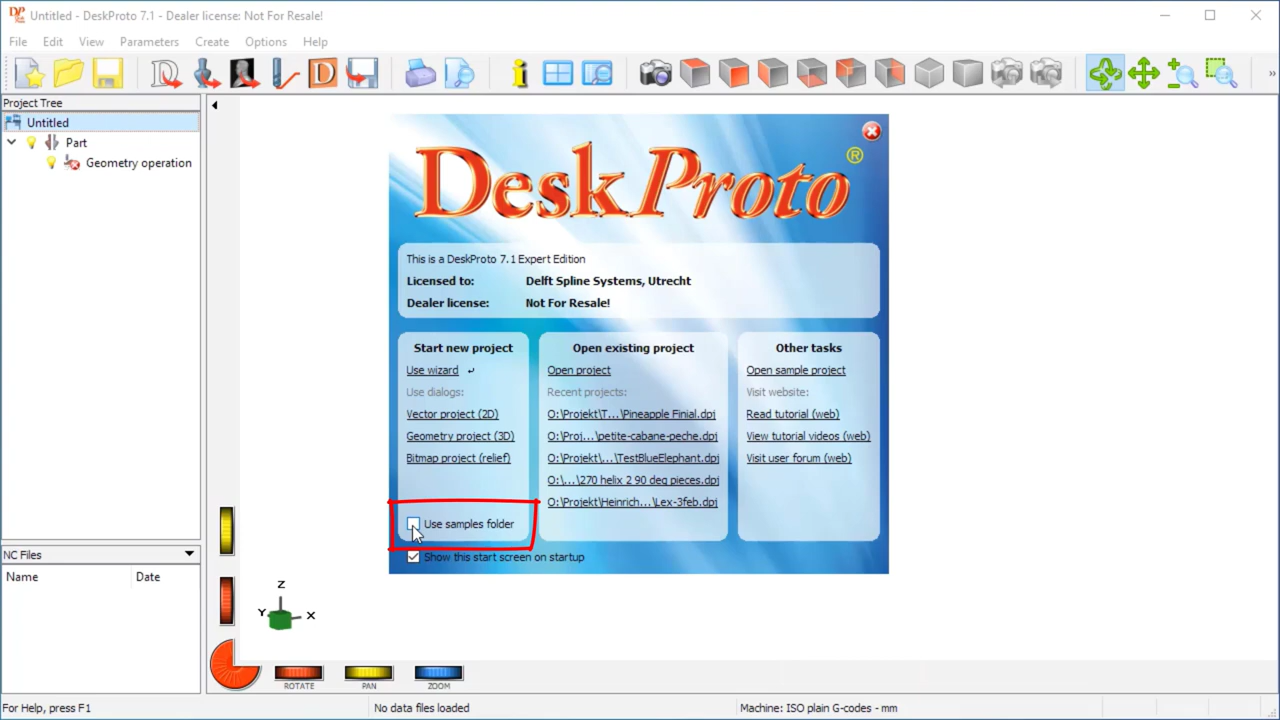 Untitled - DeskProto 7.1 - Dealer license: Not For Resale!
File Edit View Parameters Create Options Help
Project Tree
Untitled
Part
Geometry operation
DeskProto ®
This is a DeskProto 7.1 Expert Edition
Licensed to: Delft Spline Systems, Utrecht
Dealer license: Not For Resale!
Start new project
Use wizard
Use dialogs:
Vector project (2D)
Geometry project (3D)
Bitmap project (relief)
Use samples folder
Open existing project
Open project
Recent projects:
O:\Projekt\T...\Pineapple Finial.dpj
O:\Proj...\petite-cabane-peche.dpj
O:\Projekt\...\TestBlueElephant.dpj
O:\...\270 helix 2 90 deg pieces.dpj
O:\Projekt\Heinrich...\Lex-3feb.dpj
Other tasks
Open sample project
Visit website:
Read tutorial (web)
View tutorial videos (web)
Visit user forum (web)
Show this start screen on startup
NC Files
Name Date
Z
Y X
ROTATE PAN ZOOM
For Help, press F1 No data files loaded Machine: ISO plain G-codes - mm